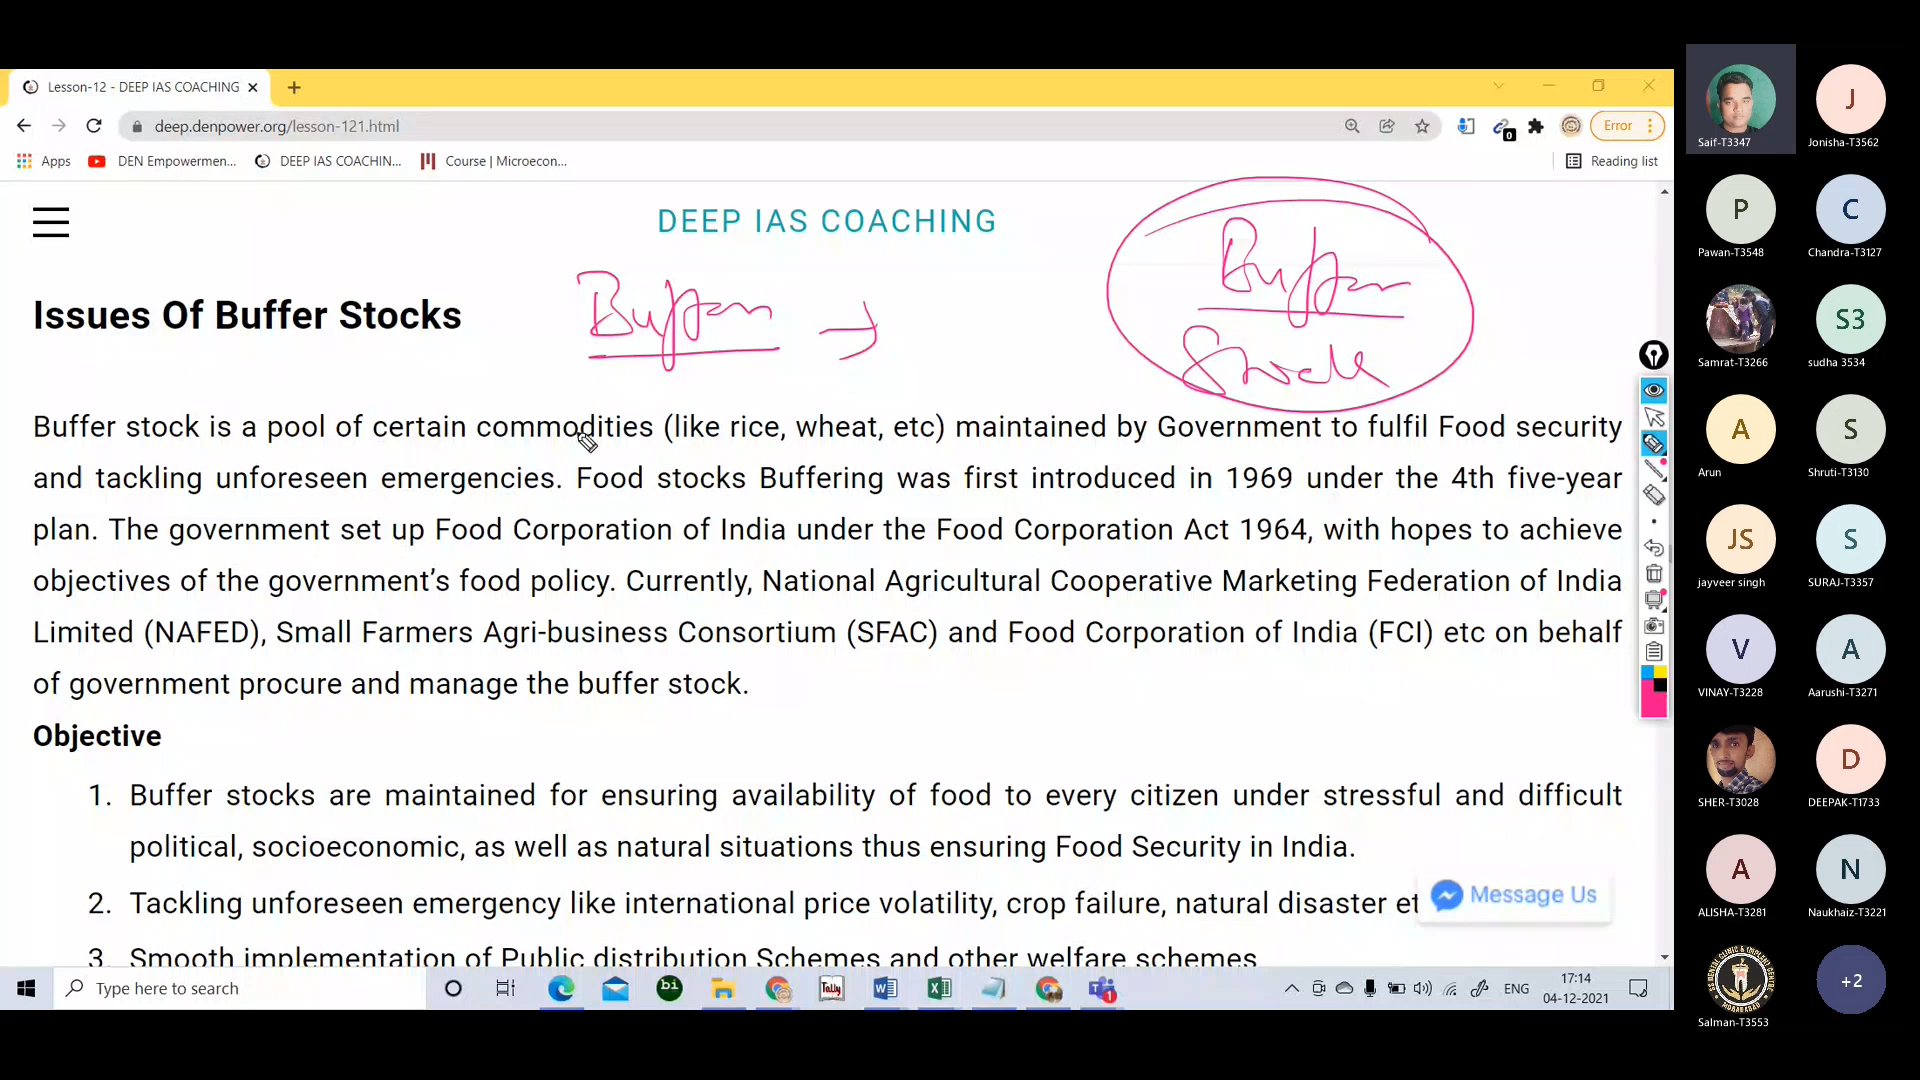 Lesson-12 - DEEP IAS COACHING
deep.denpower.org/lesson-121.html
Error
Apps
DEN Empowermen...
DEEP IAS COACHIN...
Course | Microecon...
Reading list
DEEP IAS COACHING
Buffer
Stock
Issues Of Buffer Stocks
Buffer
Buffer stock is a pool of certain commodities (like rice, wheat, etc) maintained by Government to fulfil Food security
and tackling unforeseen emergencies. Food stocks Buffering was first introduced in 1969 under the 4th five-year
plan. The government set up Food Corporation of India under the Food Corporation Act 1964, with hopes to achieve
objectives of the government’s food policy. Currently, National Agricultural Cooperative Marketing Federation of India
Limited (NAFED), Small Farmers Agri-business Consortium (SFAC) and Food Corporation of India (FCI) etc on behalf
of government procure and manage the buffer stock.
Objective
1. Buffer stocks are maintained for ensuring availability of food to every citizen under stressful and difficult
political, socioeconomic, as well as natural situations thus ensuring Food Security in India.
2. Tackling unforeseen emergency like international price volatility, crop failure, natural disaster et
3. Smooth implementation of Public distribution Schemes and other welfare schemes
Message Us
Type here to search
bi
Tally
1
ENG
17:14
04-12-2021
0
Saif-T3347
J
Jonisha-T3562
P
Pawan-T3548
C
Chandra-T3127
Samrat-T3266
S3
sudha 3534
A
Arun
S
Shruti-T3130
JS
jayveer singh
S
SURAJ-T3357
V
VINAY-T3228
A
Aarushi-T3271
SHER-T3028
D
DEEPAK-T1733
A
ALISHA-T3281
N
Naukhaiz-T3221
Salman-T3553
+2